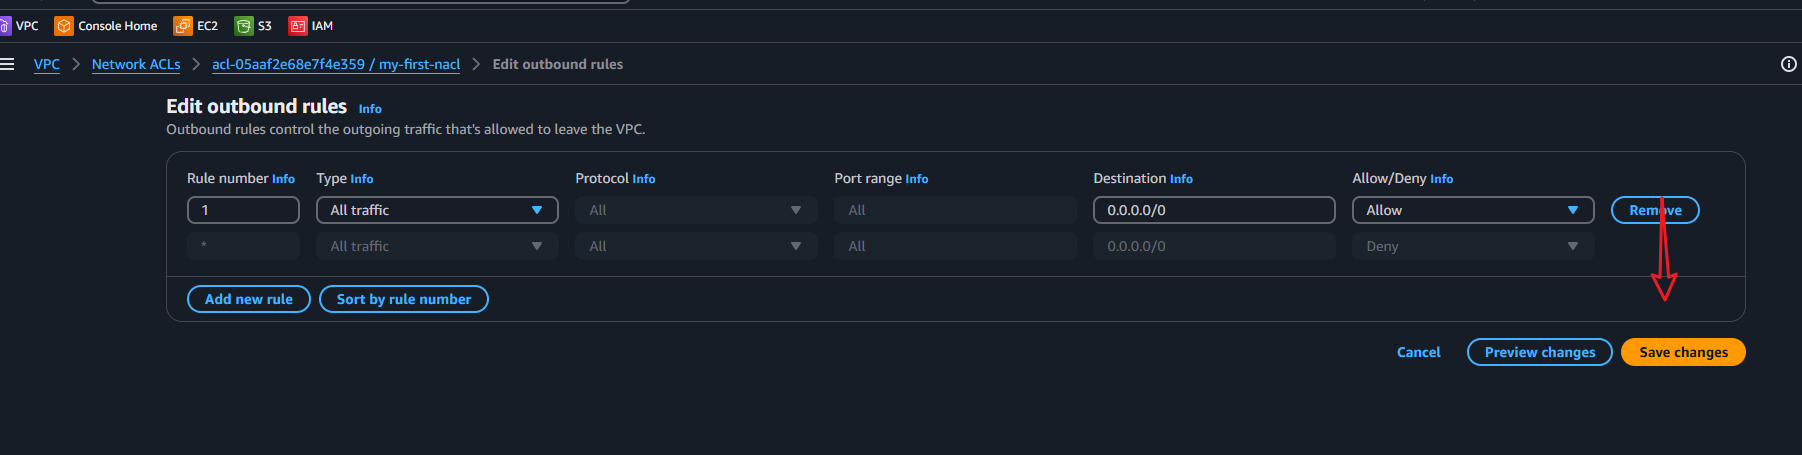 VPC Console Home EC2 S3 IAM
VPC > Network ACLs > acl-05aaf2e68e7f4e359 / my-first-nacl > Edit outbound rules
Edit outbound rules Info
Outbound rules control the outgoing traffic that's allowed to leave the VPC.
Rule number Info Type Info Protocol Info Port range Info Destination Info Allow/Deny Info
1 All traffic All All 0.0.0.0/0 Allow Remove
* All traffic All All 0.0.0.0/0 Deny
Add new rule Sort by rule number
Cancel Preview changes Save changes